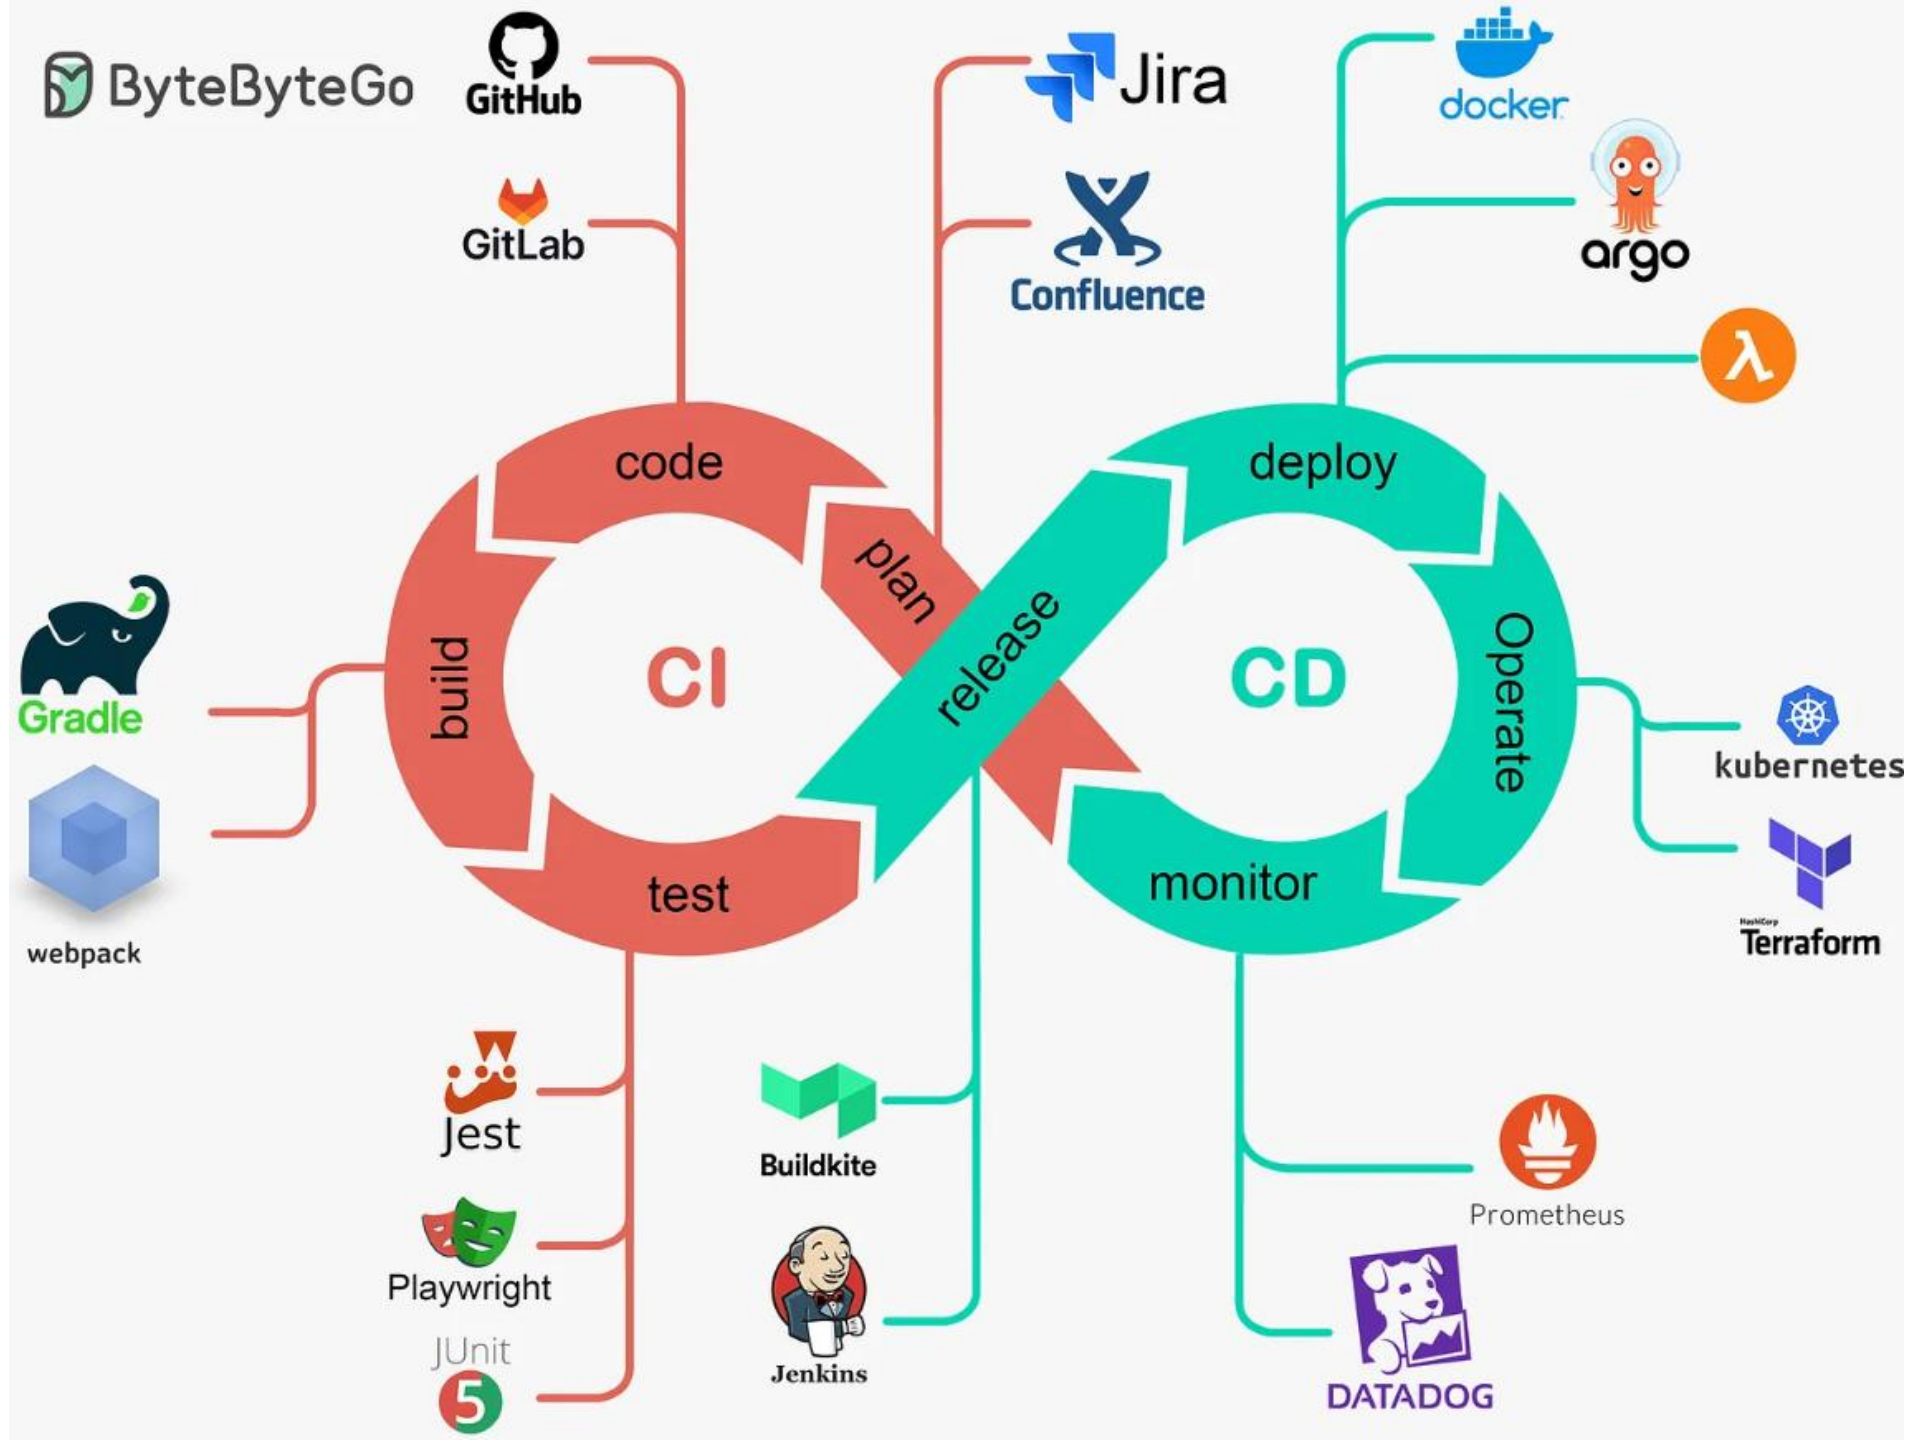 ByteByteGo
GitHub
GitLab
Jira
Confluence
docker
argo
λ
code
plan
build
CI
test
release
deploy
CD
Operate
monitor
Gradle
webpack
kubernetes
HashiCorp
Terraform
Jest
Playwright
JUnit
5
Buildkite
Jenkins
Prometheus
DATADOG